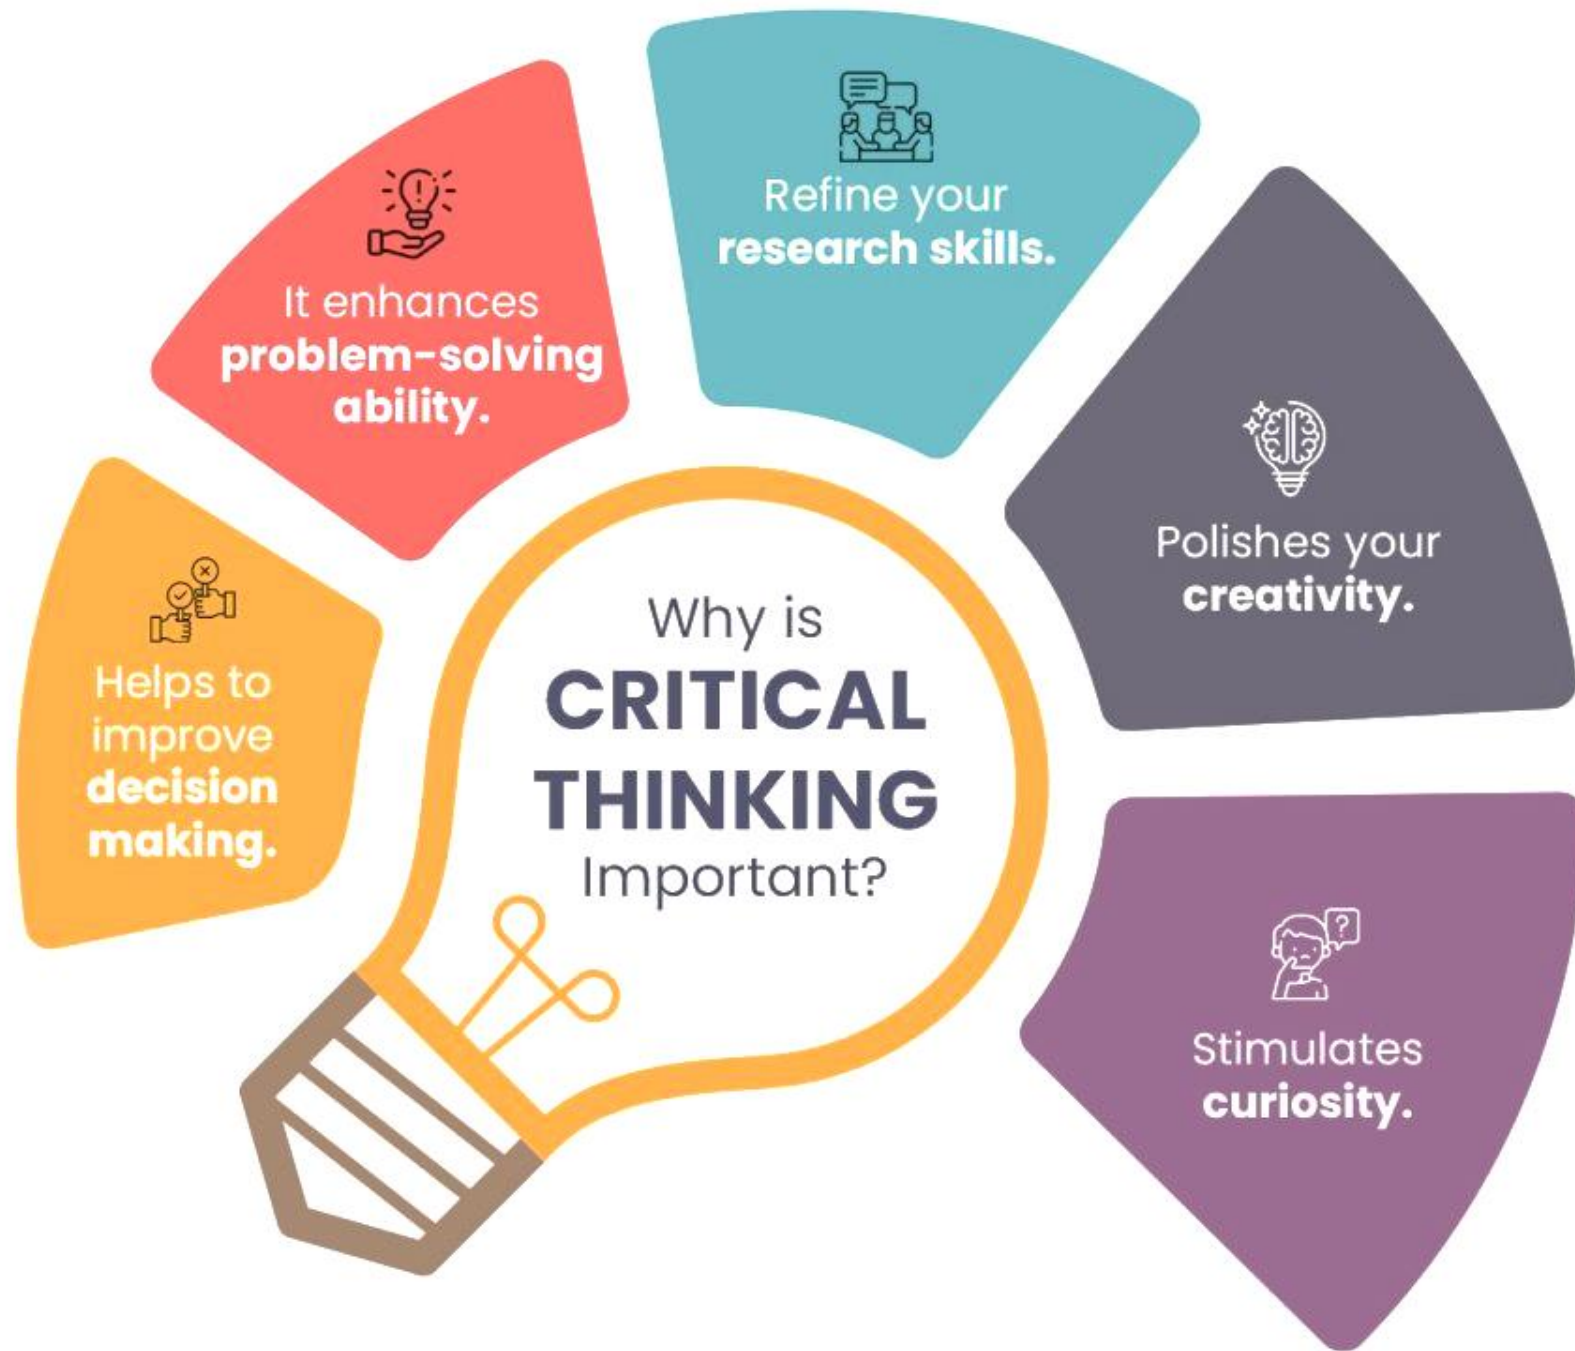 Helps to
improve
decision
making.
It enhances
problem-solving
ability.
Refine your
research skills.
Polishes your
creativity.
Stimulates
curiosity.
Why is
CRITICAL
THINKING
Important?